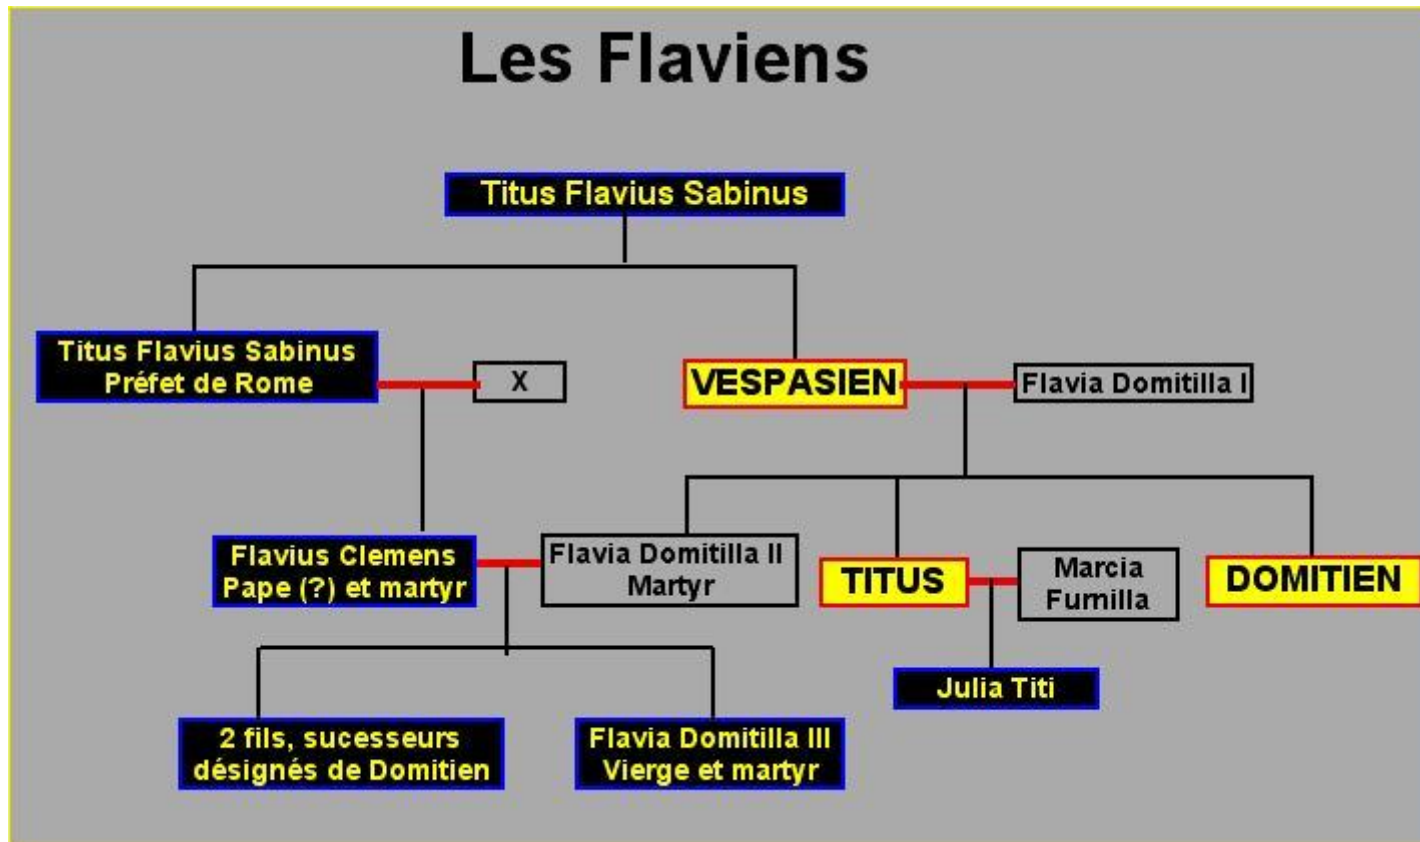 Les Flaviens
Titus Flavius Sabinus
Titus Flavius Sabinus
Préfet de Rome
X
VESPASIEN
Flavia Domitilla I
Flavius Clemens
Pape (?) et martyr
Flavia Domitilla II
Martyr
TITUS
Marcia
Furnilla
DOMITIEN
Julia Titi
2 fils, sucesseurs
désignés de Domitien
Flavia Domitilla III
Vierge et martyr